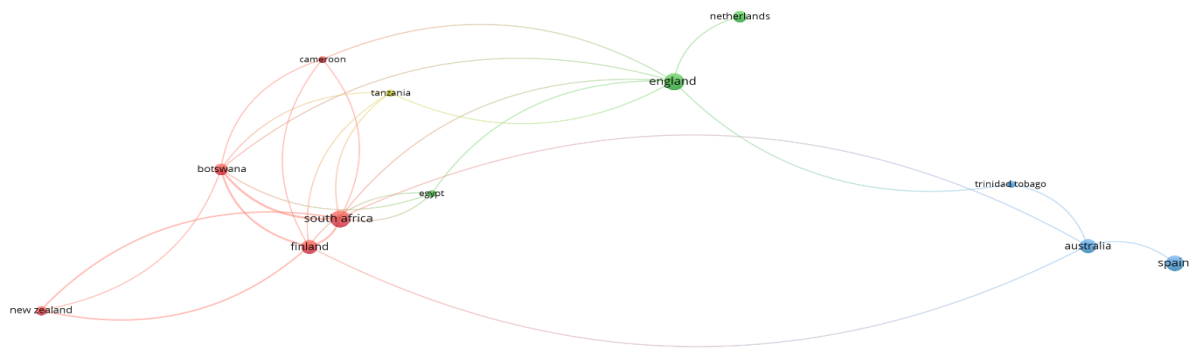 netherlands
cameroon
england
tanzania
botswana
trinidad tobago
egypt
south africa
finland
australia
spain
new zealand